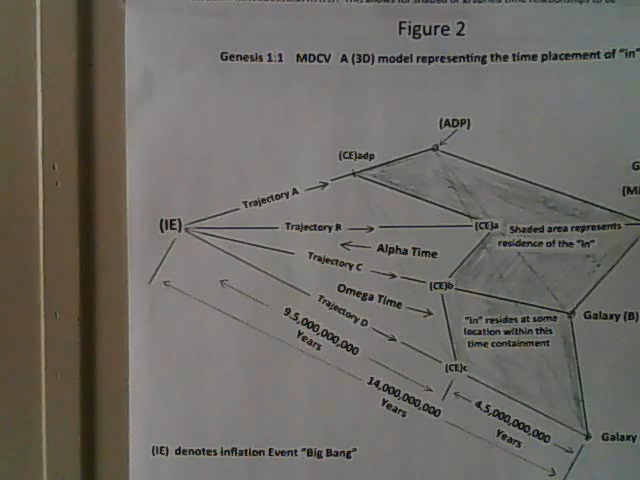 Figure 2
Genesis 1:1 MDCV A (3D) model representing the time placement of "in"
(ADP)
(CE)adp
G
Trajectory A
(IE)
Trajectory B
(CE)a
Shaded area represents
residence of the "in"
Alpha Time
Trajectory C
(CE)b
Omega Time
Trajectory D
"in" resides at some
location within this
time containment
Galaxy (B)
9.5,000,000,000
Years
(CE)c
14,000,000,000
Years
4.5,000,000,000
Years
Galaxy
(IE) denotes inflation Event "Big Bang"